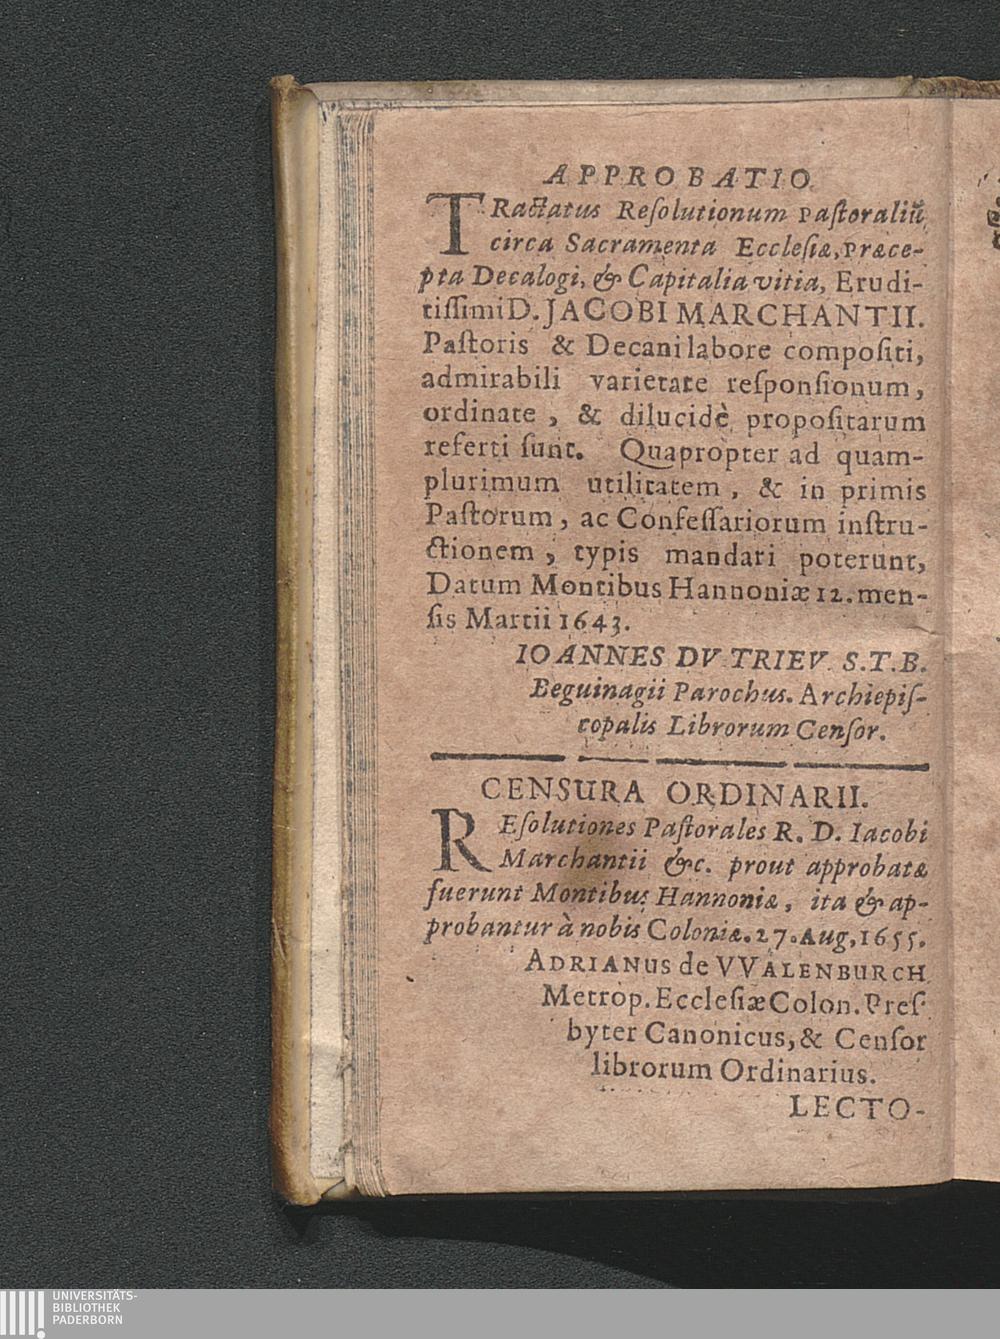 APPROBATIO
TRactatus Reſolutionum Paſtoraliũ
circa Sacramenta Eccleſiæ, Præce-
pta Decalogi, & Capitalia vitia, Erudi-
tiſſimi D. JACOBI MARCHANTII.
Paſtoris & Decani labore compoſiti,
admirabili varietate reſponſionum,
ordinate, & dilucidè propoſitarum
referti ſunt. Quapropter ad quam-
plurimum utilitatem, & in primis
Paſtorum, ac Confeſſariorum inſtru-
ctionem, typis mandari poterunt,
Datum Montibus Hannoniæ 12. men-
ſis Martii 1643.
IOANNES DV TRIEV S.T.B.
Beguinagii Parochus. Archiepiſ-
copalis Librorum Cenſor.
CENSURA ORDINARII.
REſolutiones Paſtorales R. D. Iacobi
Marchantii &c. prout approbatæ
fuerunt Montibus Hannoniæ, ita & ap-
probantur à nobis Coloniæ. 27. Aug, 1655.
ADRIANus de VVALENBURCH
Metrop. Eccleſiæ Colon. Preſ
byter Canonicus, & Cenſor
librorum Ordinarius.
LECTO-
UNIVERSITÄTS-
BIBLIOTHEK
PADERBORN